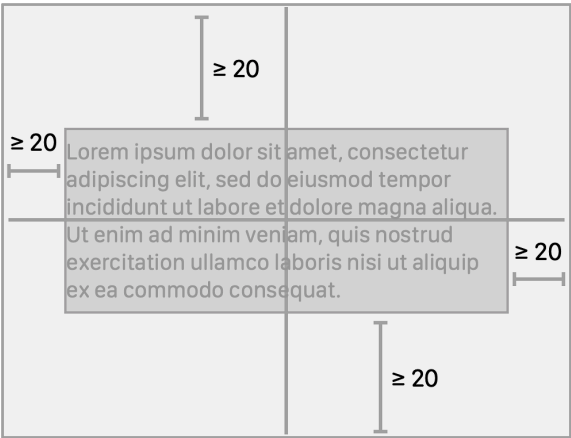 ≥ 20
≥ 20
Lorem ipsum dolor sit amet, consectetur
adipiscing elit, sed do eiusmod tempor
incididunt ut labore et dolore magna aliqua.
Ut enim ad minim veniam, quis nostrud
exercitation ullamco laboris nisi ut aliquip
ex ea commodo consequat.
≥ 20
≥ 20